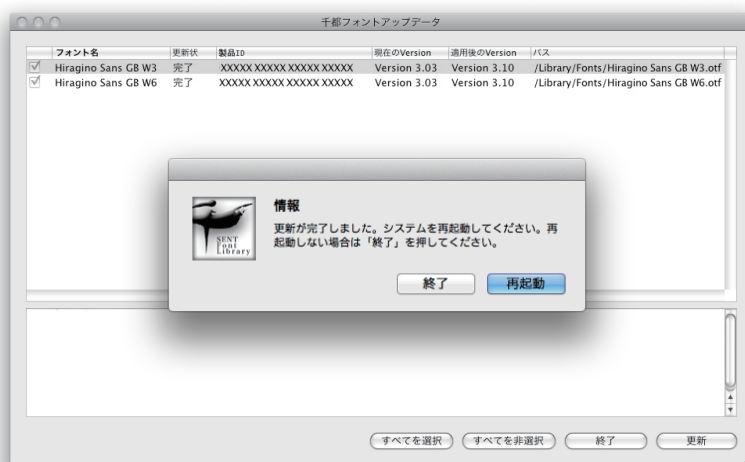 千都フォントアップデータ
フォント名 更新状 製品ID 現在のVersion 適用後のVersion パス
Hiragino Sans GB W3 完了 XXXXX XXXXX XXXXX XXXXX Version 3.03 Version 3.10 /Library/Fonts/Hiragino Sans GB W3.otf
Hiragino Sans GB W6 完了 XXXXX XXXXX XXXXX XXXXX Version 3.03 Version 3.10 /Library/Fonts/Hiragino Sans GB W6.otf
SENT
Font
Library
情報
更新が完了しました。システムを再起動してください。再
起動しない場合は「終了」を押してください。
終了 再起動
すべてを選択 すべてを非選択 終了 更新